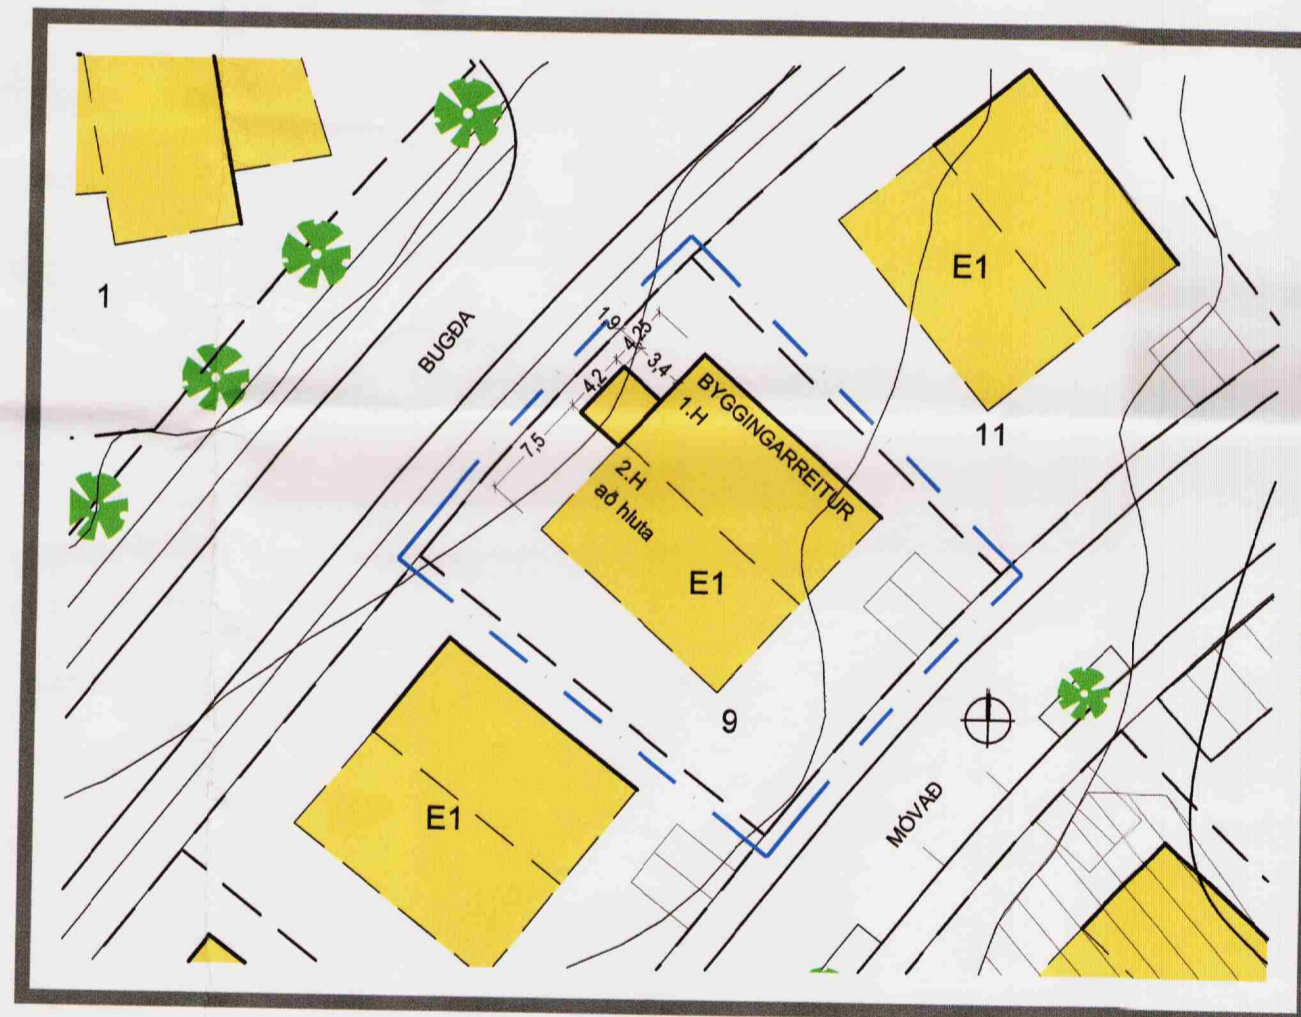 1
BUGÐA
E1
11
1,9
4,23
4,2
3,4
7,5
BYGGINGARREITUR
1.H
2.H
að hluta
E1
9
E1
MÓVAÐ